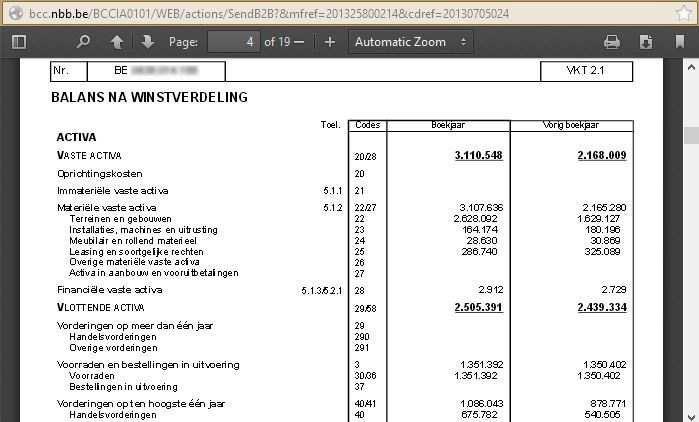 bcc.nbb.be/BCCIA0101/WEB/actions/SendB2B?&mfref=201325800214&cdref=20130705024
Page: 4 of 19 Automatic Zoom
Nr. BE VKT 2.1
BALANS NA WINSTVERDELING
Toel. Codes Boekjaar Vorig boekjaar
ACTIVA
VASTE ACTIVA 20/28 3.110.548 2.168.009
Oprichtingskosten 20
Immateriële vaste activa 5.1.1 21
Materiële vaste activa 5.1.2 22/27 3.107.636 2.165.280
Terreinen en gebouwen 22 2.628.092 1.629.127
Installaties, machines en uitrusting 23 164.174 180.196
Meubilair en rollend materieel 24 28.630 30.869
Leasing en soortgelijke rechten 25 286.740 325.089
Overige materiële vaste activa 26
Activa in aanbouw en vooruitbetalingen 27
Financiële vaste activa 5.1.3/5.2.1 28 2.912 2.729
VLOTTENDE ACTIVA 29/58 2.505.391 2.439.334
Vorderingen op meer dan één jaar 29
Handelsvorderingen 290
Overige vorderingen 291
Voorraden en bestellingen in uitvoering 3 1.351.392 1.350.402
Voorraden 30/36 1.351.392 1.350.402
Bestellingen in uitvoering 37
Vorderingen op ten hoogste één jaar 40/41 1.086.043 878.771
Handelsvorderingen 40 675.782 540.505